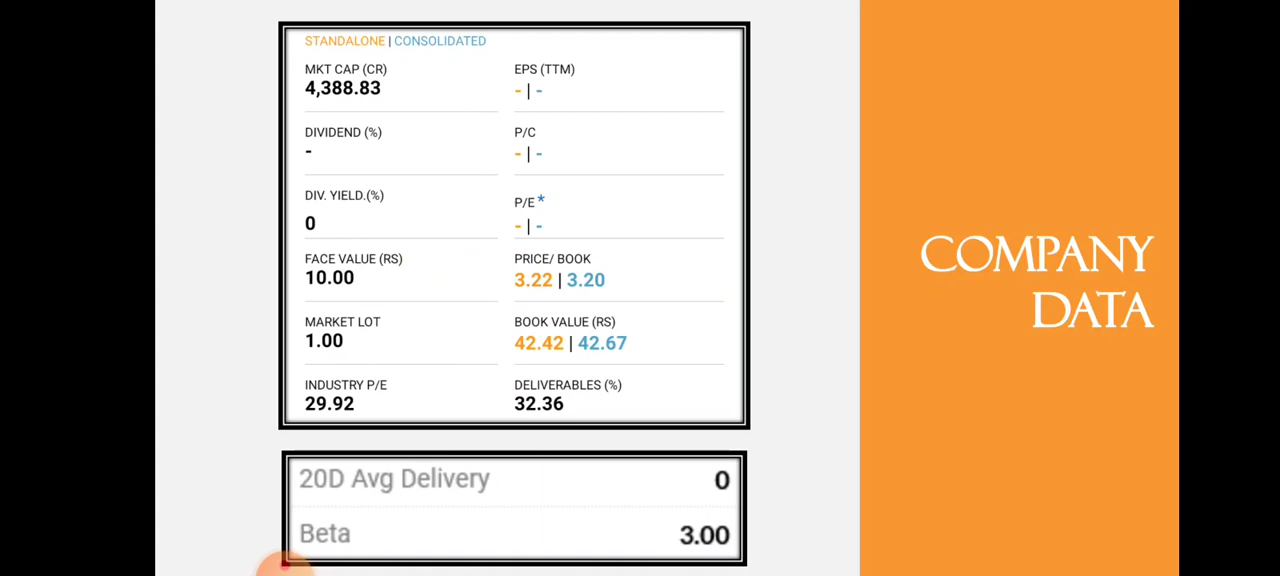 STANDALONE | CONSOLIDATED
MKT CAP (CR)
4,388.83
EPS (TTM)
- | -
DIVIDEND (%)
-
P/C
- | -
DIV. YIELD.(%)
0
P/E*
- | -
FACE VALUE (RS)
10.00
PRICE/ BOOK
3.22 | 3.20
MARKET LOT
1.00
BOOK VALUE (RS)
42.42 | 42.67
INDUSTRY P/E
29.92
DELIVERABLES (%)
32.36
20D Avg Delivery 0
Beta 3.00
COMPANY
DATA